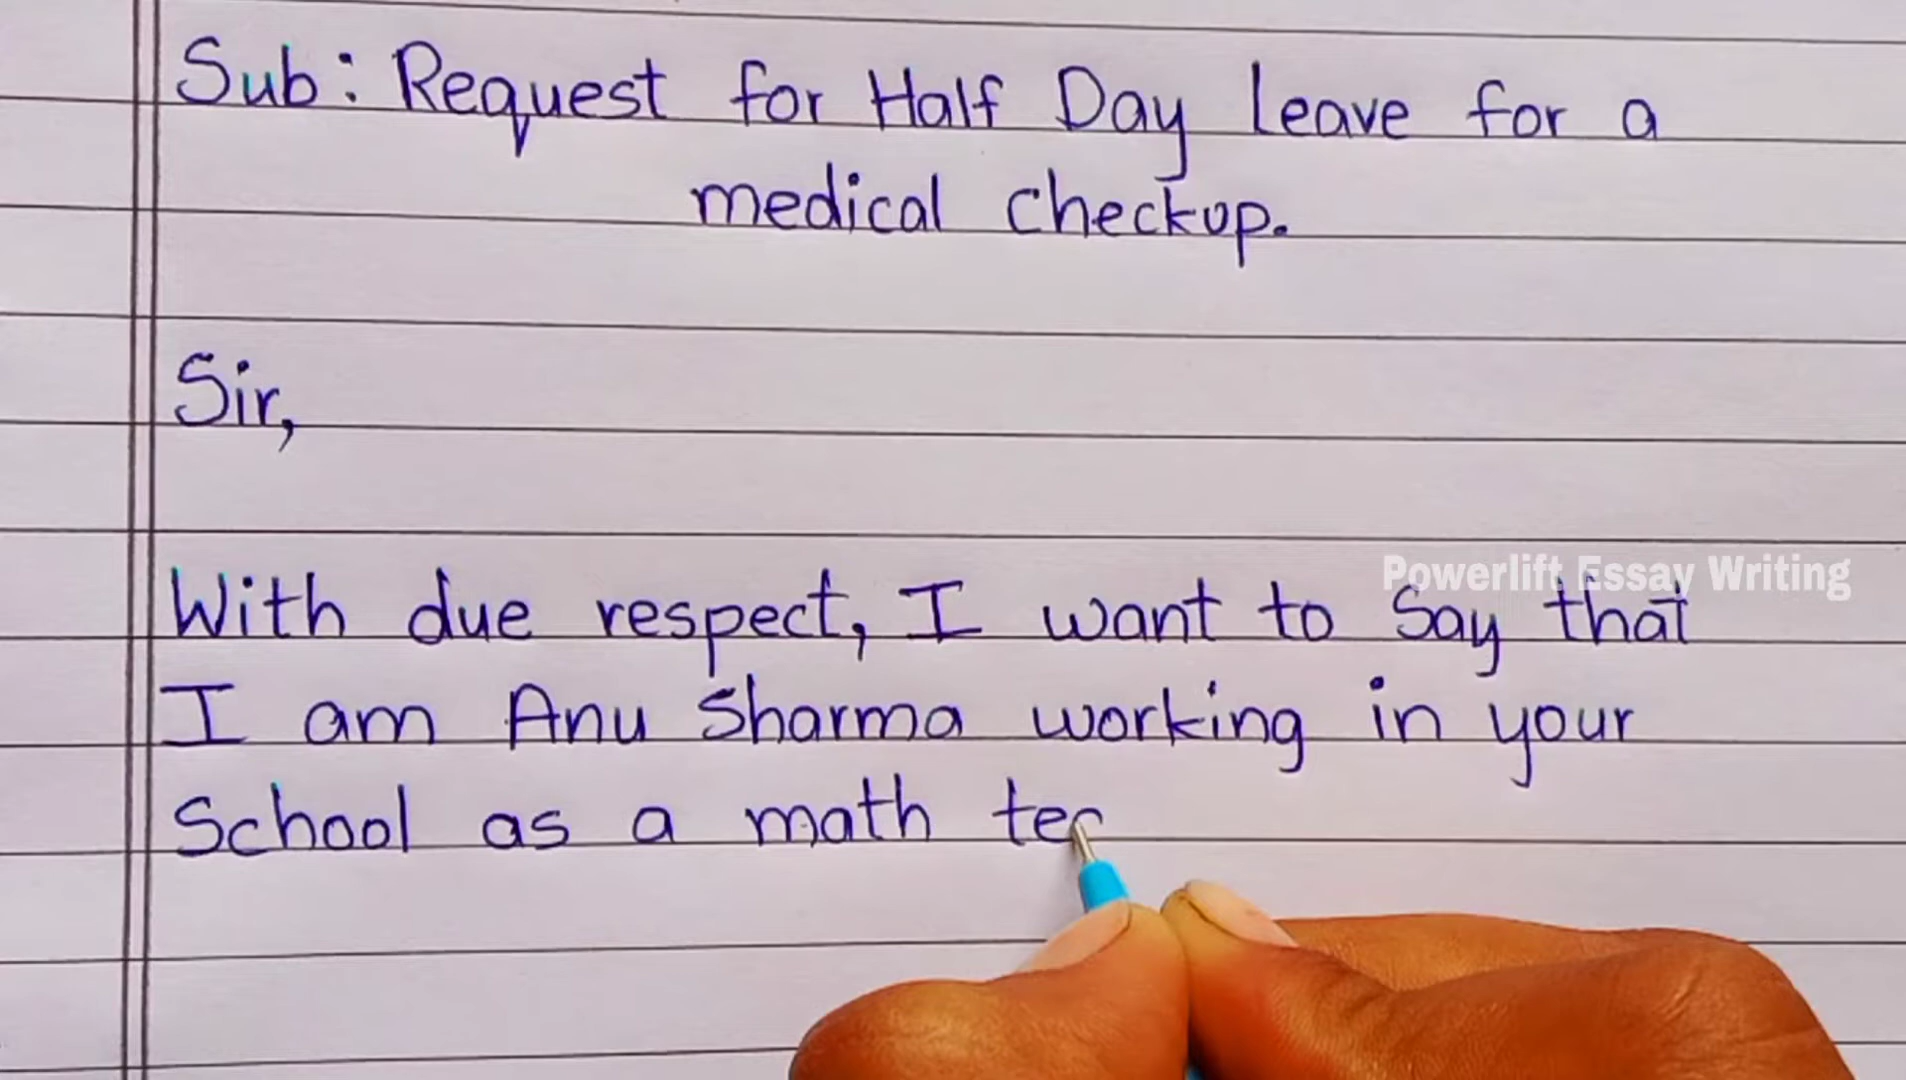 Sub: Request for Half Day leave for a
medical checkup.
Sir,
Powerlift Essay Writing
With due respect, I want to say that
I am Anu Sharma working in your
School as a math tea